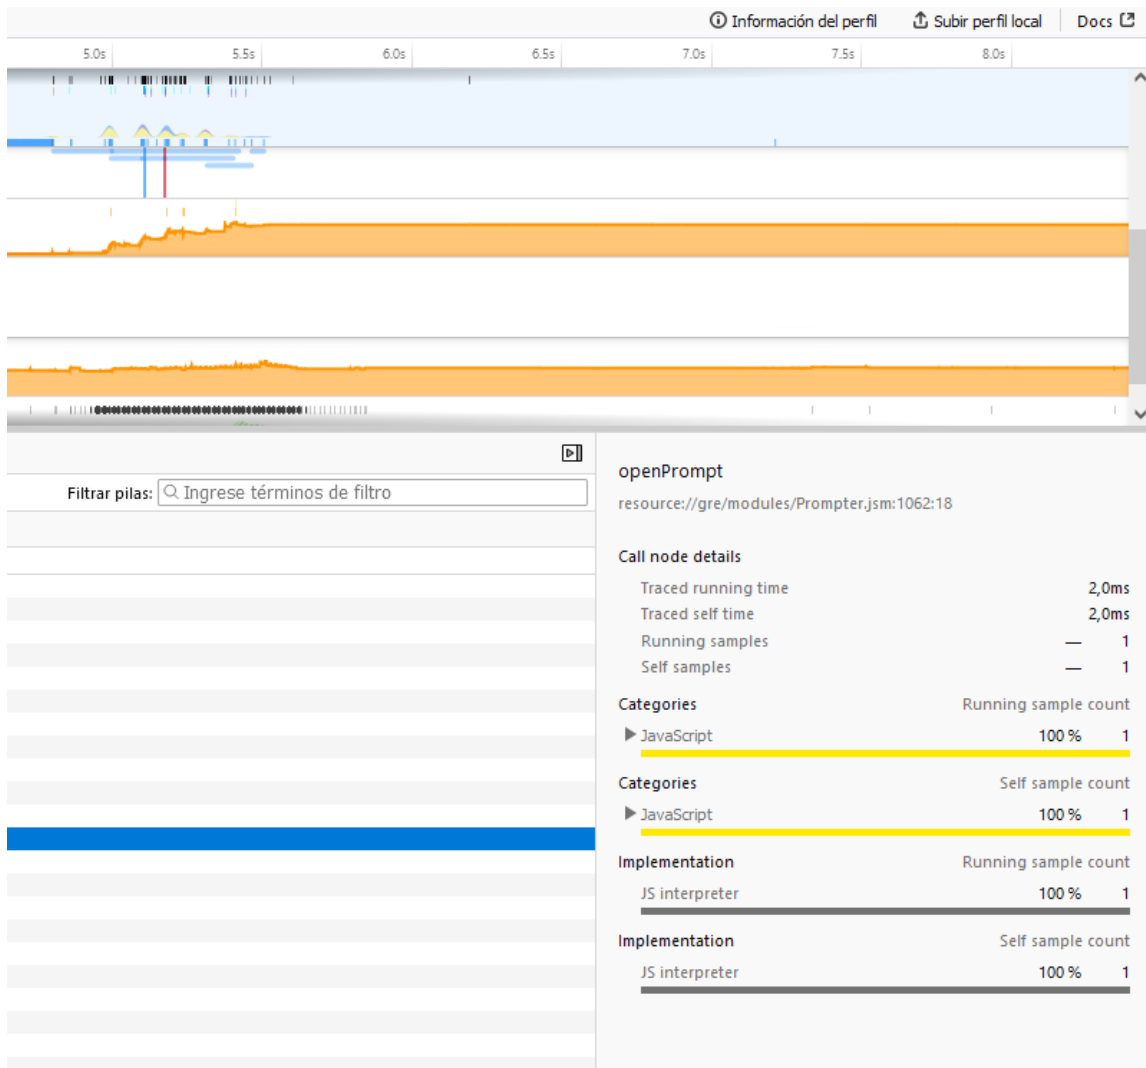 Información del perfil Subir perfil local Docs
5.0s 5.5s 6.0s 6.5s 7.0s 7.5s 8.0s
Filtrar pilas: Ingrese términos de filtro
openPrompt
resource://gre/modules/Prompter.jsm:1062:18
Call node details
Traced running time 2,0ms
Traced self time 2,0ms
Running samples — 1
Self samples — 1
Categories Running sample count
JavaScript 100 % 1
Categories Self sample count
JavaScript 100 % 1
Implementation Running sample count
JS interpreter 100 % 1
Implementation Self sample count
JS interpreter 100 % 1